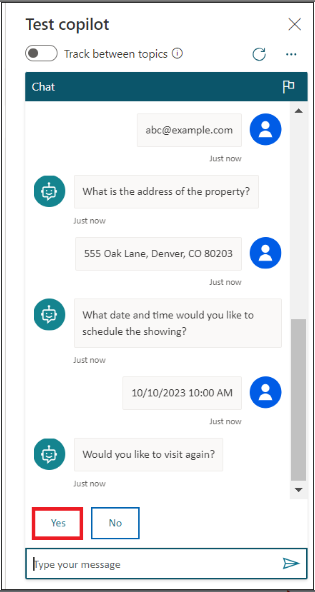 Test copilot
Track between topics
Chat
abc@example.com
Just now
What is the address of the property?
Just now
555 Oak Lane, Denver, CO 80203
Just now
What date and time would you like to
schedule the showing?
Just now
10/10/2023 10:00 AM
Just now
Would you like to visit again?
Just now
Yes No
Type your message